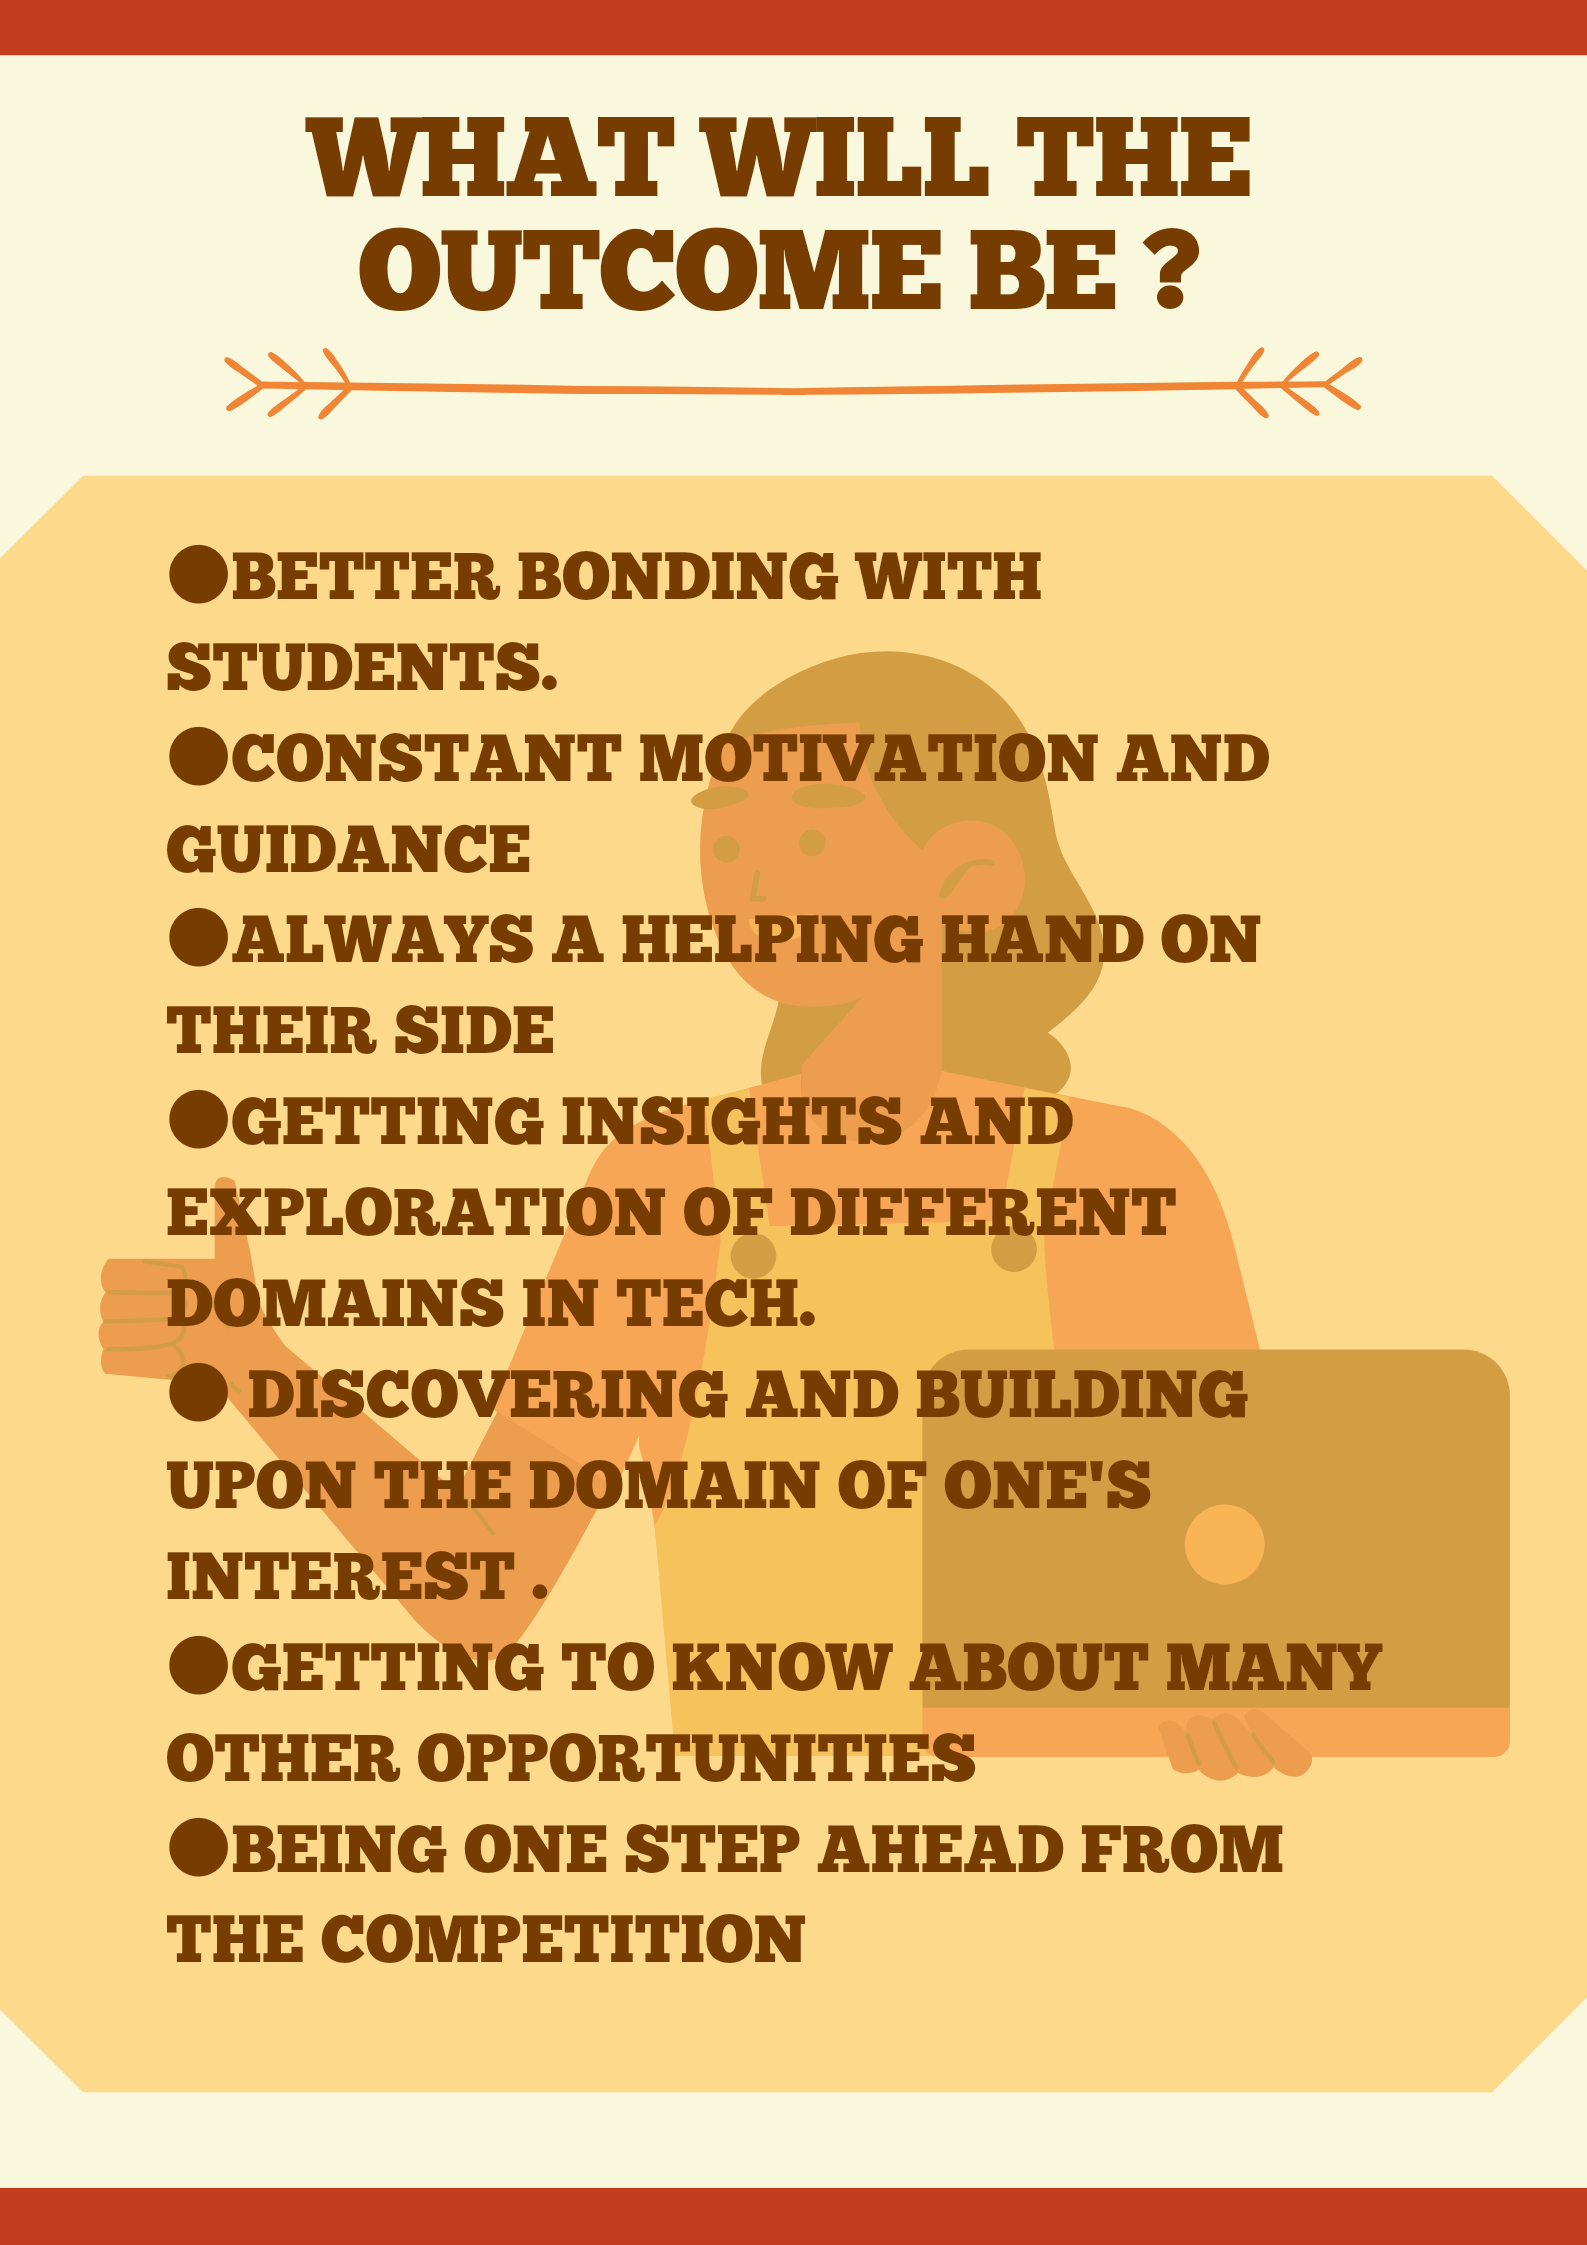 WHAT WILL THE
OUTCOME BE ?
●BETTER BONDING WITH
STUDENTS.
●CONSTANT MOTIVATION AND
GUIDANCE
●ALWAYS A HELPING HAND ON
THEIR SIDE
●GETTING INSIGHTS AND
EXPLORATION OF DIFFERENT
DOMAINS IN TECH.
● DISCOVERING AND BUILDING
UPON THE DOMAIN OF ONE'S
INTEREST .
●GETTING TO KNOW ABOUT MANY
OTHER OPPORTUNITIES
●BEING ONE STEP AHEAD FROM
THE COMPETITION